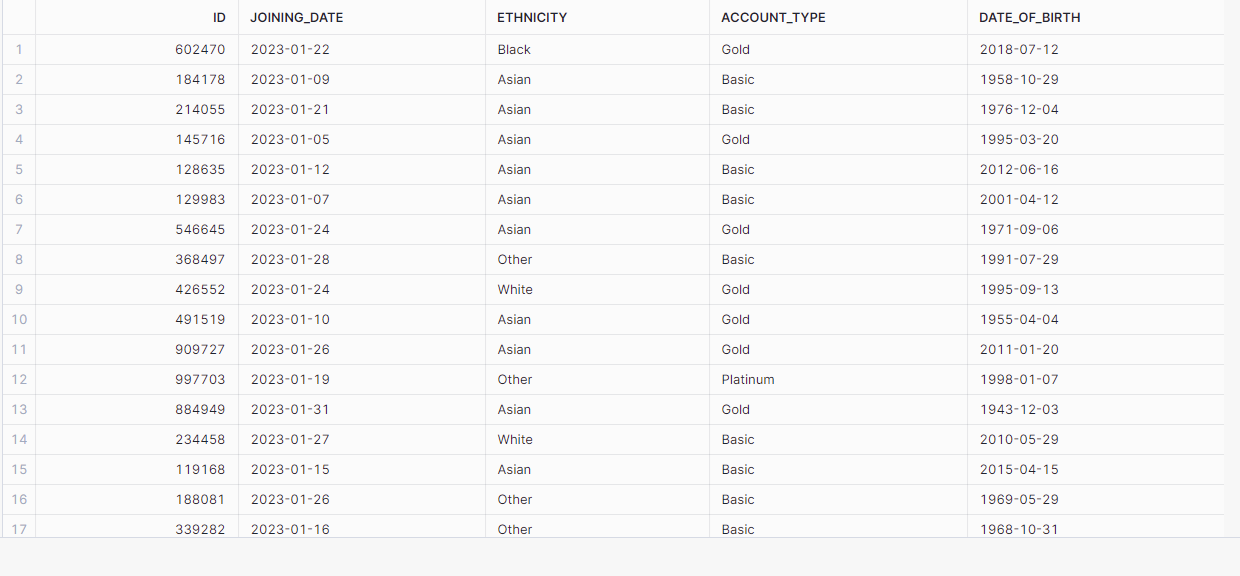 ID JOINING_DATE ETHNICITY ACCOUNT_TYPE DATE_OF_BIRTH
1 602470 2023-01-22 Black Gold 2018-07-12
2 184178 2023-01-09 Asian Basic 1958-10-29
3 214055 2023-01-21 Asian Basic 1976-12-04
4 145716 2023-01-05 Asian Gold 1995-03-20
5 128635 2023-01-12 Asian Basic 2012-06-16
6 129983 2023-01-07 Asian Basic 2001-04-12
7 546645 2023-01-24 Asian Gold 1971-09-06
8 368497 2023-01-28 Other Basic 1991-07-29
9 426552 2023-01-24 White Gold 1995-09-13
10 491519 2023-01-10 Asian Gold 1955-04-04
11 909727 2023-01-26 Asian Gold 2011-01-20
12 997703 2023-01-19 Other Platinum 1998-01-07
13 884949 2023-01-31 Asian Gold 1943-12-03
14 234458 2023-01-27 White Basic 2010-05-29
15 119168 2023-01-15 Asian Basic 2015-04-15
16 188081 2023-01-26 Other Basic 1969-05-29
17 339282 2023-01-16 Other Basic 1968-10-31